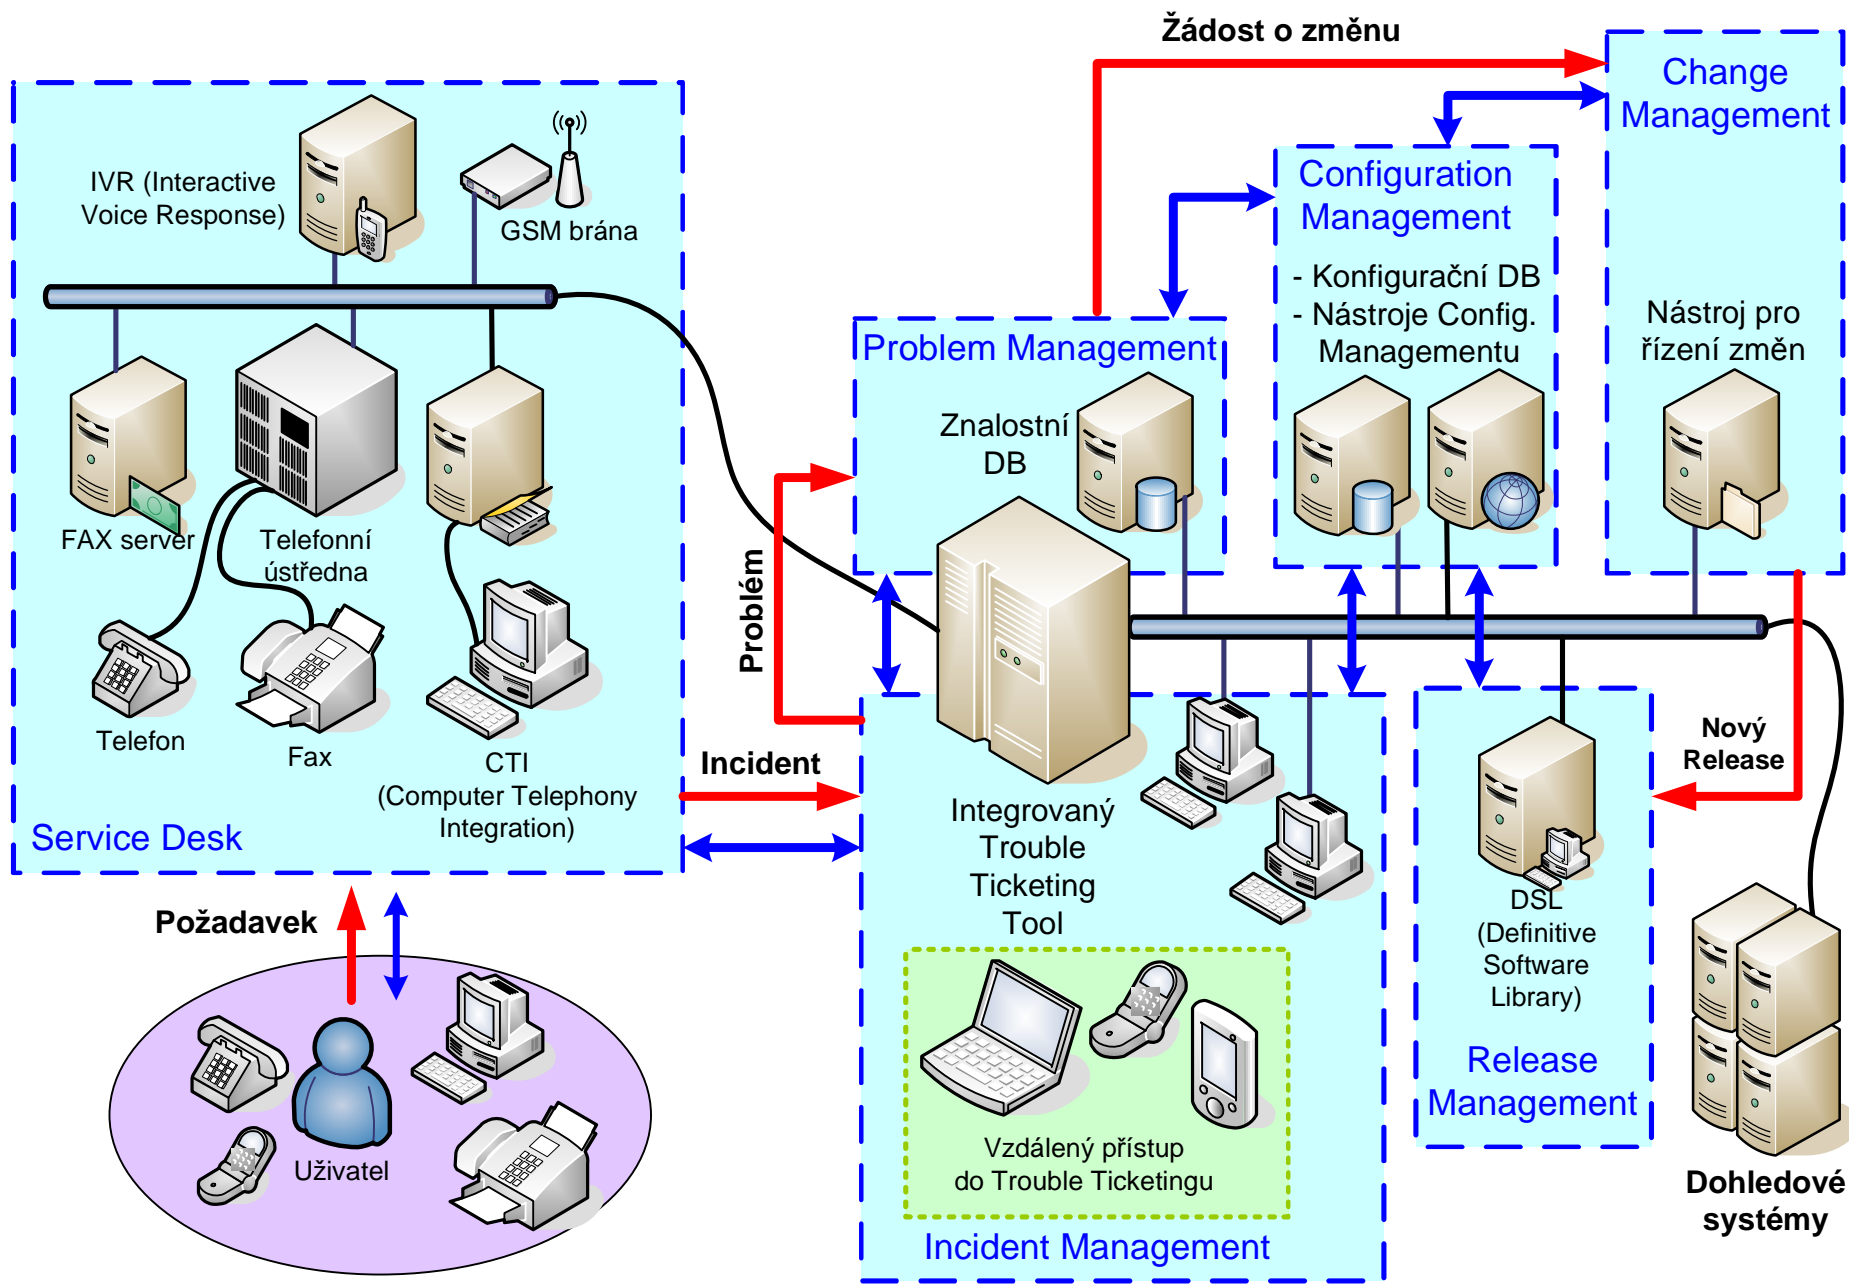 Žádost o změnu
Change
Management
IVR (Interactive
Voice Response)
GSM brána
Configuration
Management
- Konfigurační DB
- Nástroje Config.
Managementu
Nástroj pro
řízení změn
Problem Management
Znalostní
DB
FAX server
Telefonní
ústředna
Problém
Telefon
Fax
CTI
(Computer Telephony
Integration)
Service Desk
Incident
Nový
Release
Integrovaný
Trouble
Ticketing
Tool
DSL
(Definitive
Software
Library)
Požadavek
Release
Management
Uživatel
Vzdálený přístup
do Trouble Ticketingu
Incident Management
Dohledové
systémy